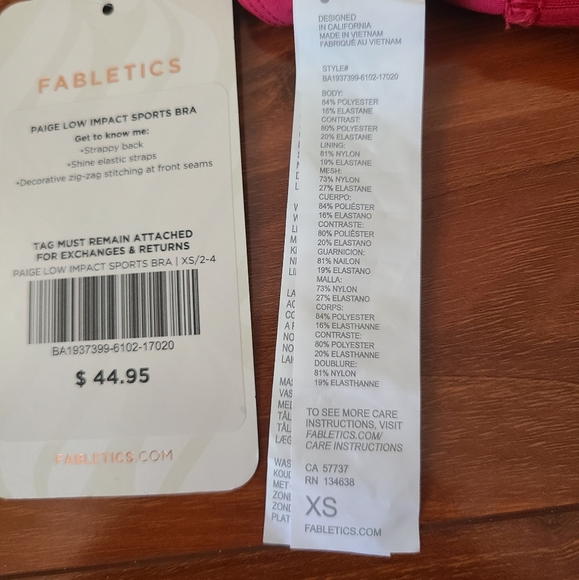 FABLETICS
PAIGE LOW IMPACT SPORTS BRA
Get to know me:
•Strappy back
•Shine elastic straps
•Decorative zig-zag stitching at front seams
TAG MUST REMAIN ATTACHED
FOR EXCHANGES & RETURNS
PAIGE LOW IMPACT SPORTS BRA | XS/2-4
BA1937399-6102-17020
$ 44.95
FABLETICS.COM
DESIGNED
IN CALIFORNIA
MADE IN VIETNAM
FABRIQUÉ AU VIETNAM
STYLE#
BA1937399-6102-17020
BODY:
84% POLYESTER
16% ELASTANE
CONTRAST:
80% POLYESTER
20% ELASTANE
LINING:
81% NYLON
19% ELASTANE
MESH:
73% NYLON
27% ELASTANE
CUERPO:
84% POLIÉSTER
16% ELASTANO
CONTRASTE:
80% POLIÉSTER
20% ELASTANO
GUARNICION:
81% NAILON
19% ELASTANO
MALLA:
73% NYLON
27% ELASTANO
CORPS:
84% POLYESTER
16% ELASTHANNE
CONTRASTE:
80% POLYESTER
20% ELASTHANNE
DOUBLURE:
81% NYLON
19% ELASTHANNE
TO SEE MORE CARE
INSTRUCTIONS, VISIT
FABLETICS.COM/
CARE INSTRUCTIONS
CA 57737
RN 134638
XS
FABLETICS.COM